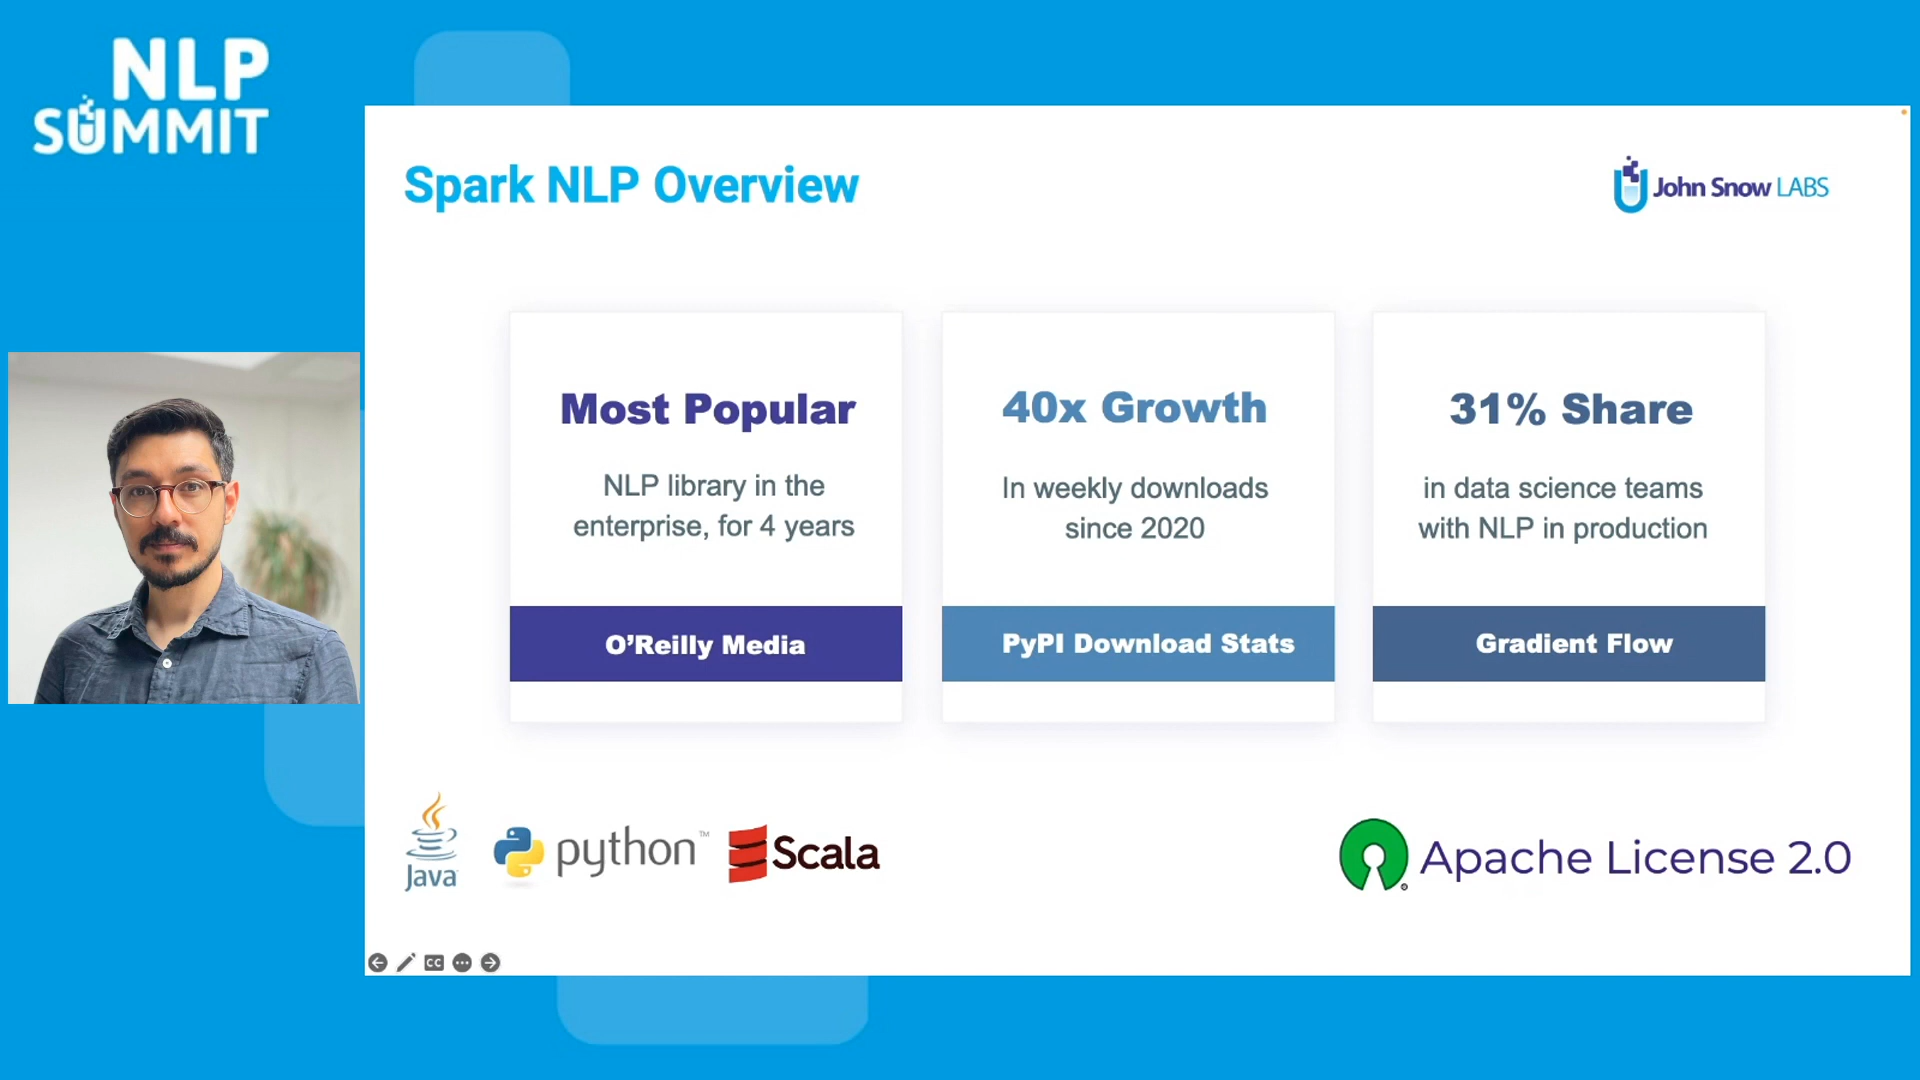 NLP
SUMMIT
Spark NLP Overview
John Snow LABS
Most Popular
NLP library in the
enterprise, for 4 years
O’Reilly Media
40x Growth
In weekly downloads
since 2020
PyPI Download Stats
31% Share
in data science teams
with NLP in production
Gradient Flow
Java
python™
Scala
Apache License 2.0
CC